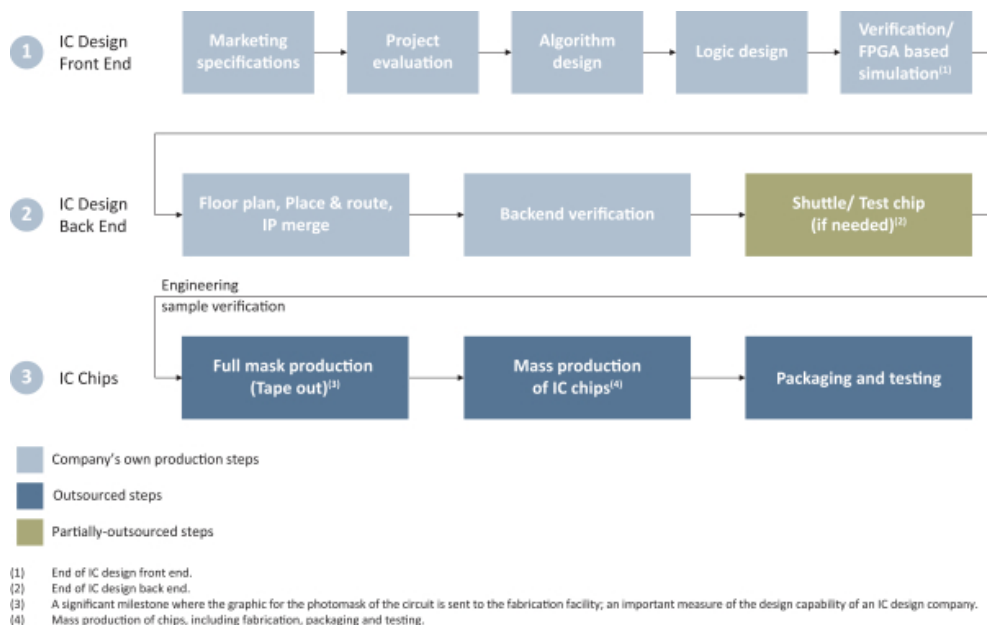 1
IC Design
Front End
Marketing
specifications
Project
evaluation
Algorithm
design
Logic design
Verification/
FPGA based
simulation(1)
2
IC Design
Back End
Floor plan, Place & route,
IP merge
Backend verification
Shuttle/ Test chip
(if needed)(2)
Engineering
sample verification
3
IC Chips
Full mask production
(Tape out)(3)
Mass production
of IC chips(4)
Packaging and testing
Company's own production steps
Outsourced steps
Partially-outsourced steps
(1) End of IC design front end.
(2) End of IC design back end.
(3) A significant milestone where the graphic for the photomask of the circuit is sent to the fabrication facility; an important measure of the design capability of an IC design company.
(4) Mass production of chips, including fabrication, packaging and testing.